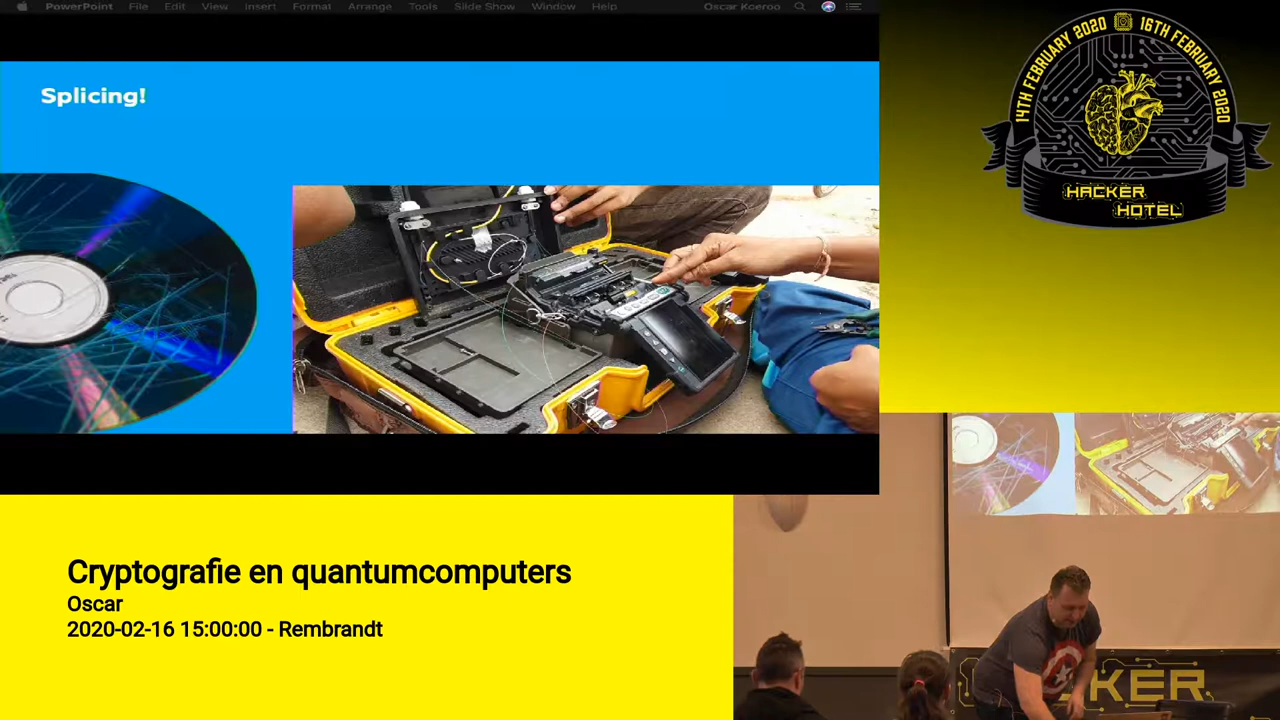 PowerPoint File Edit View Insert Format Arrange Tools Slide Show Window Help Oscar Koeroo
Splicing!
14TH FEBRUARY 2020 16TH FEBRUARY 2020
HACKER
HOTEL
Cryptografie en quantumcomputers
Oscar
2020-02-16 15:00:00 - Rembrandt